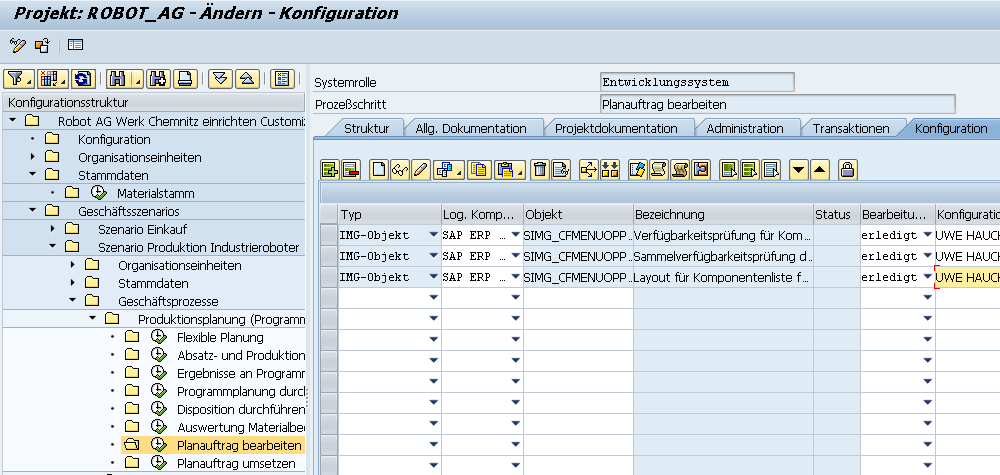 Projekt: ROBOT_AG - Ändern - Konfiguration
Systemrolle Entwicklungssystem
Prozeßschritt Planauftrag bearbeiten
Konfigurationsstruktur
Robot AG Werk Chemnitz einrichten Customiz
Konfiguration
Organisationseinheiten
Stammdaten
Materialstamm
Geschäftsszenarios
Szenario Einkauf
Szenario Produktion Industrieroboter
Organisationseinheiten
Stammdaten
Geschäftsprozesse
Produktionsplanung (Programm
Flexible Planung
Absatz- und Produktion
Ergebnisse an Programm
Programmplanung durch
Disposition durchführen
Auswertung Materialbec
Planauftrag bearbeiten
Planauftrag umsetzen
Struktur Allg. Dokumentation Projektdokumentation Administration Transaktionen Konfiguration
Typ Log. Komp... Objekt Bezeichnung Status Bearbeitu... Konfiguratio
IMG-Objekt SAP ERP ... SIMG_CFMENUOPP... Verfügbarkeitsprüfung für Kom... erledigt UWE HAUCH
IMG-Objekt SAP ERP ... SIMG_CFMENUOPP... Sammelverfügbarkeitsprüfung d... erledigt UWE HAUCH
IMG-Objekt SAP ERP ... SIMG_CFMENUOPP... Layout für Komponentenliste f... erledigt UWE HAUCH